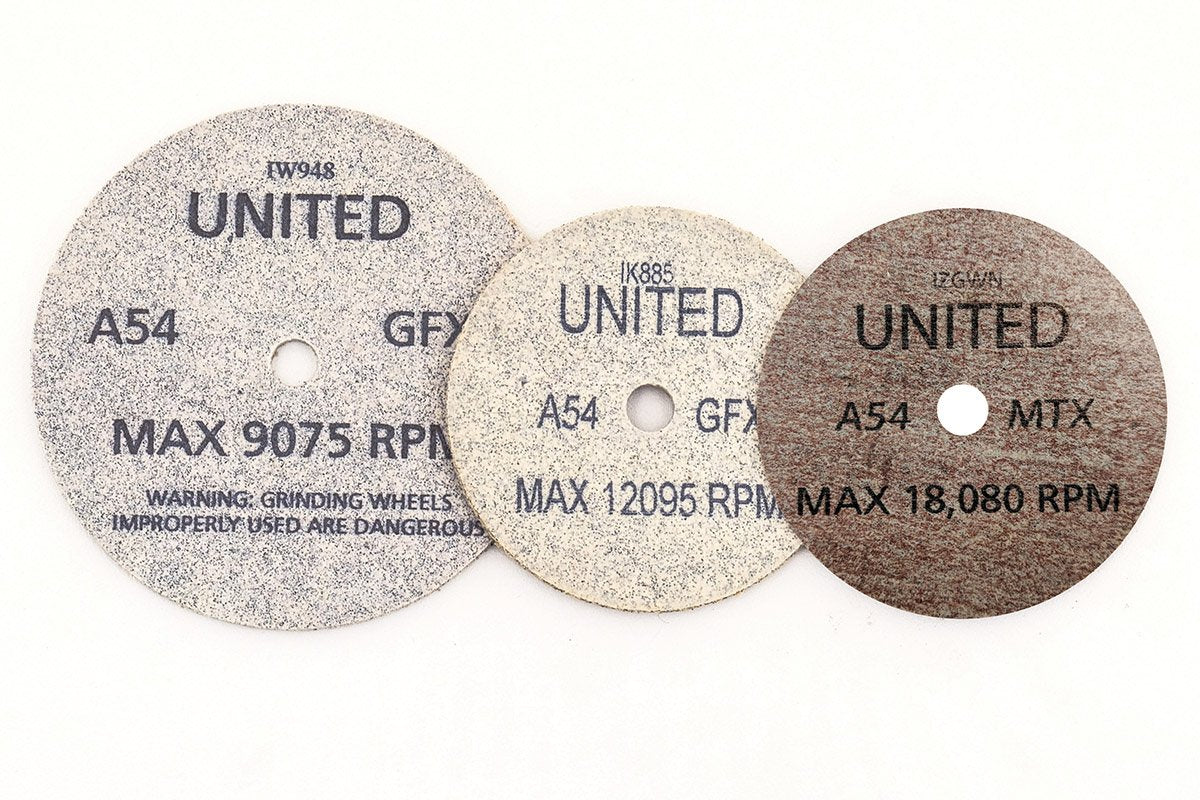 IW948
UNITED
A54 GFX
MAX 9075 RPM
WARNING: GRINDING WHEELS
IMPROPERLY USED ARE DANGEROUS
IK885
UNITED
A54 GFX
MAX 12095 RPM
IZGWN
UNITED
A54 MTX
MAX 18,080 RPM